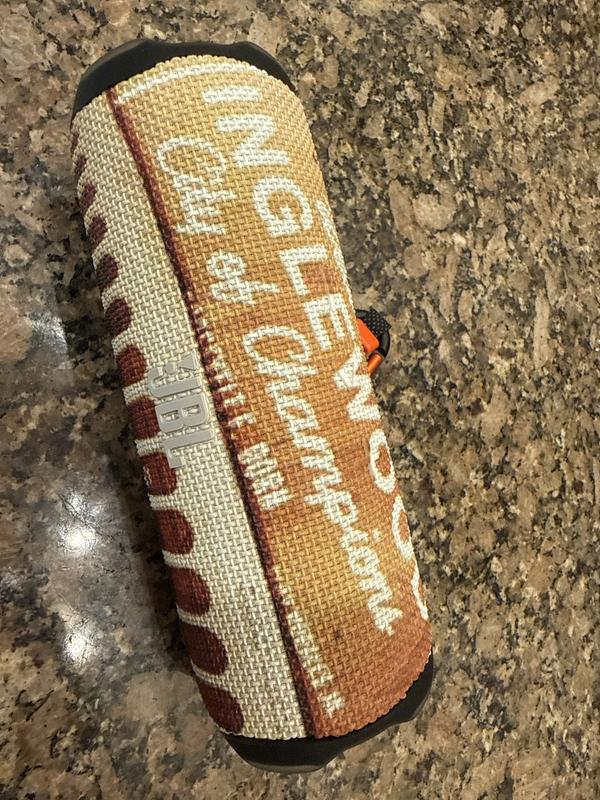 INGLEWOOD
City of Champions
JBL